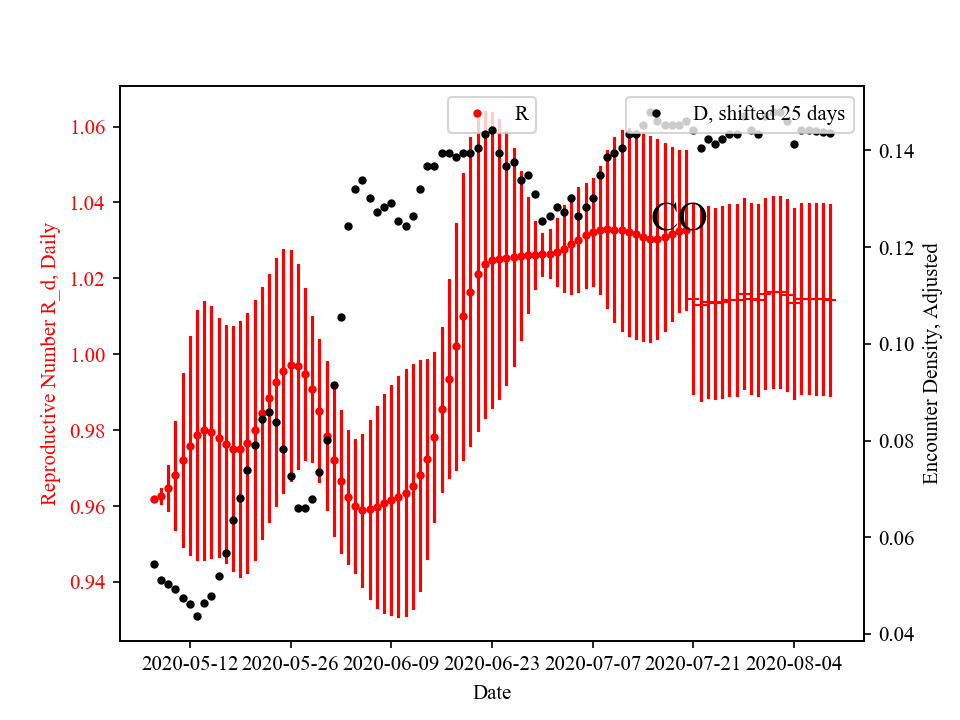 R
D, shifted 25 days
CO
1.06
1.04
1.02
1.00
0.98
0.96
0.94
Reproductive Number R_d, Daily
0.14
0.12
0.10
0.08
0.06
0.04
Encounter Density, Adjusted
2020-05-12 2020-05-26 2020-06-09 2020-06-23 2020-07-07 2020-07-21 2020-08-04
Date